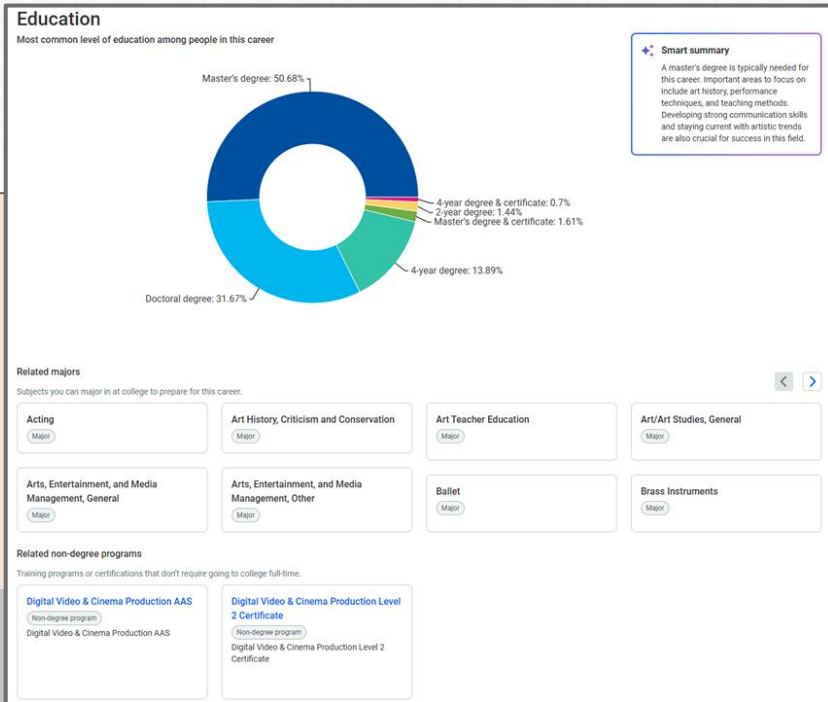 Education
Most common level of education among people in this career
Smart summary
A master's degree is typically needed for
this career. Important areas to focus on
include art history, performance
techniques, and teaching methods.
Developing strong communication skills
and staying current with artistic trends
are also crucial for success in this field.
Master's degree: 50.68%
4-year degree & certificate: 0.7%
2-year degree: 1.44%
Master's degree & certificate: 1.61%
4-year degree: 13.89%
Doctoral degree: 31.67%
Related majors
Subjects you can major in at college to prepare for this career.
Acting
Major
Art History, Criticism and Conservation
Major
Art Teacher Education
Major
Art/Art Studies, General
Major
Arts, Entertainment, and Media
Management, General
Major
Arts, Entertainment, and Media
Management, Other
Major
Ballet
Major
Brass Instruments
Major
Related non-degree programs
Training programs or certifications that don't require going to college full-time.
Digital Video & Cinema Production AAS
Non-degree program
Digital Video & Cinema Production AAS
Digital Video & Cinema Production Level
2 Certificate
Non-degree program
Digital Video & Cinema Production Level 2
Certificate